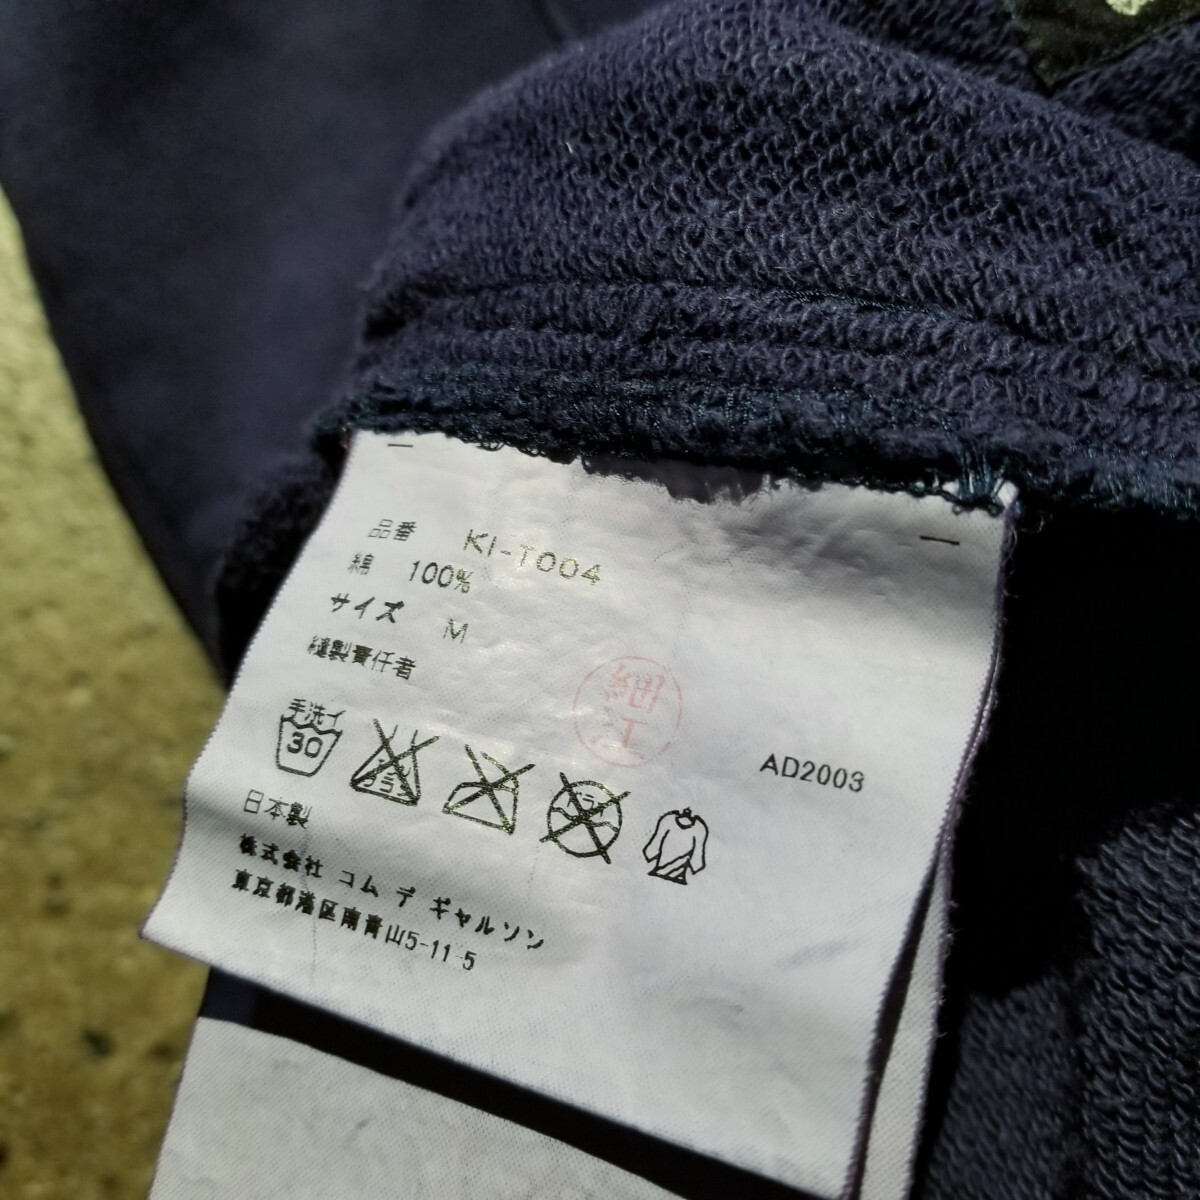 品番 KI-T004
綿 100%
サイズ M
縫製責任者
手洗イ
30
AD2003
日本製
株式会社 コム デ ギャルソン
東京都港区南青山5-11-5